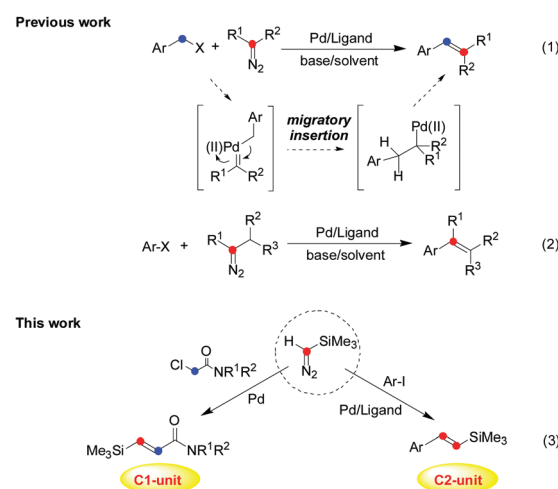 Previous work
Ar X + R1 R2 N2 Pd/Ligand base/solvent Ar R1 R2 (1)
(II)Pd Ar R1 R2 migratory insertion Pd(II) H Ar H R2 R1
Ar-X + R1 R2 R3 N2 Pd/Ligand base/solvent Ar R1 R2 R3 (2)
This work
Cl O NR1R2 H SiMe3 N2 Ar-I
Pd Pd/Ligand
Me3Si O NR1R2 Ar SiMe3 (3)
C1-unit C2-unit